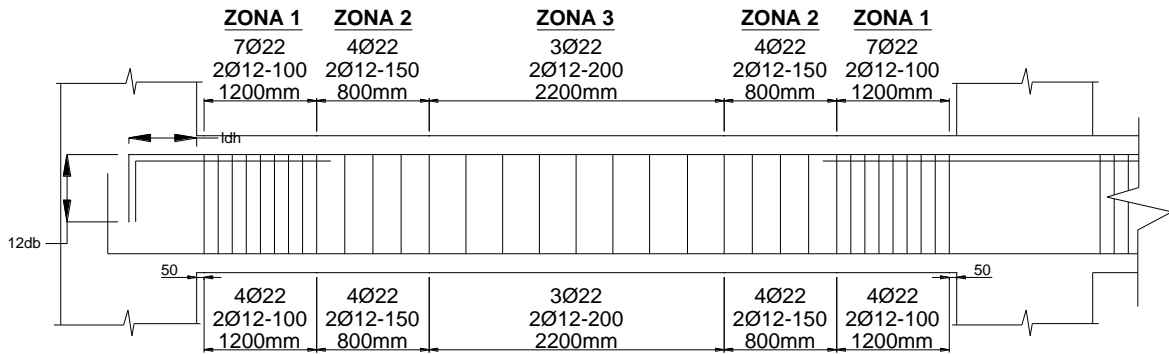 ZONA 1 ZONA 2 ZONA 3 ZONA 2 ZONA 1
7Ø22 4Ø22 3Ø22 4Ø22 7Ø22
2Ø12-100 2Ø12-150 2Ø12-200 2Ø12-150 2Ø12-100
1200mm 800mm 2200mm 800mm 1200mm
ldh
12db
50 50
4Ø22 4Ø22 3Ø22 4Ø22 4Ø22
2Ø12-100 2Ø12-150 2Ø12-200 2Ø12-150 2Ø12-100
1200mm 800mm 2200mm 800mm 1200mm